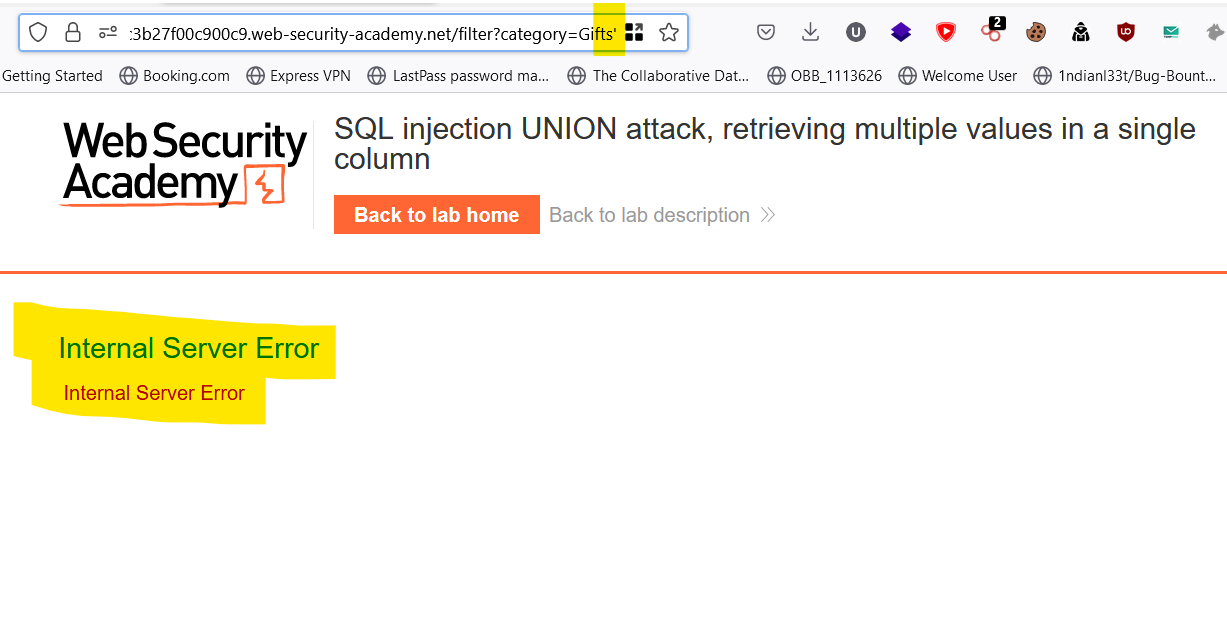 :3b27f00c900c9.web-security-academy.net/filter?category=Gifts'
2
Getting Started Booking.com Express VPN LastPass password ma... The Collaborative Dat... OBB_1113626 Welcome User 1ndianl33t/Bug-Bount...
Web Security
Academy
SQL injection UNION attack, retrieving multiple values in a single
column
Back to lab home Back to lab description
Internal Server Error
Internal Server Error